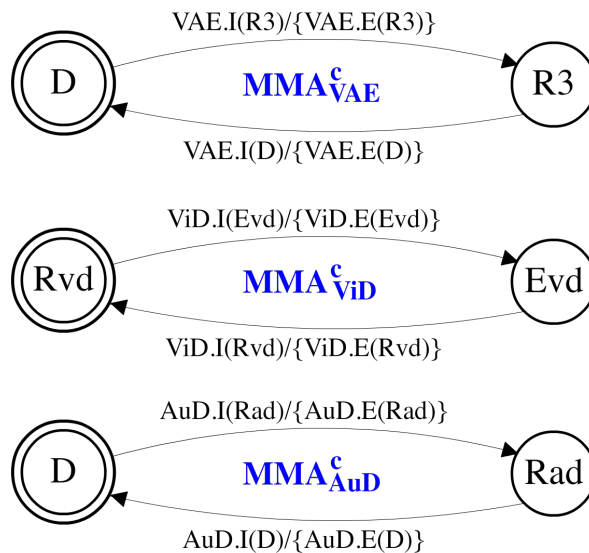 VAE.I(R3)/{VAE.E(R3)}
D MMA^c_VAE R3
VAE.I(D)/{VAE.E(D)}
ViD.I(Evd)/{ViD.E(Evd)}
Rvd MMA^c_ViD Evd
ViD.I(Rvd)/{ViD.E(Rvd)}
AuD.I(Rad)/{AuD.E(Rad)}
D MMA^c_AuD Rad
AuD.I(D)/{AuD.E(D)}